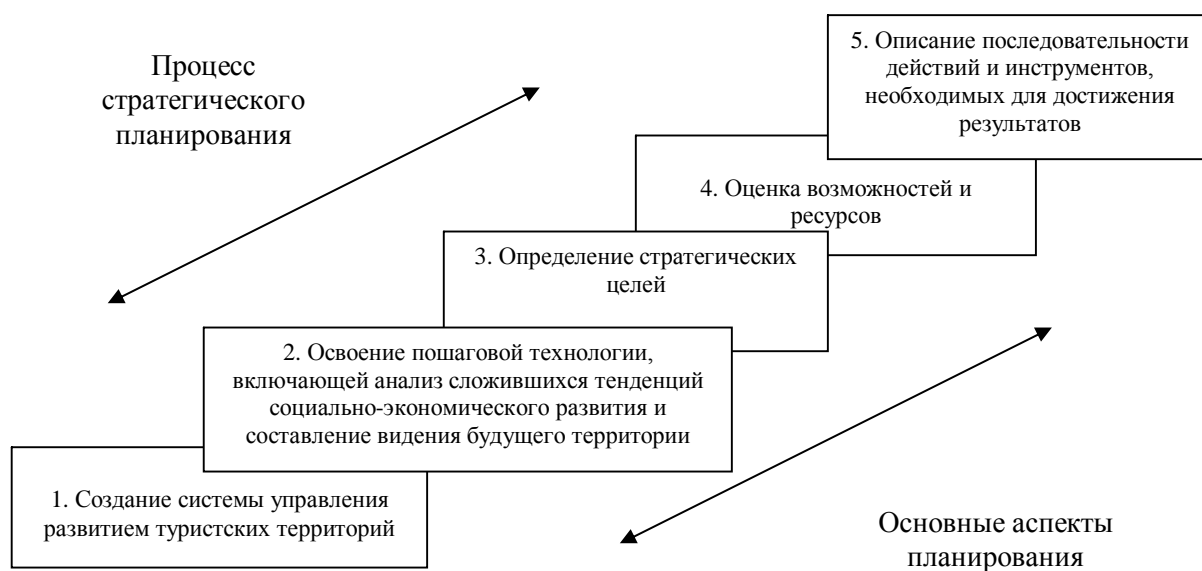 Процесс
стратегического
планирования
5. Описание последовательности
действий и инструментов,
необходимых для достижения
результатов
4. Оценка возможностей и
ресурсов
3. Определение стратегических
целей
2. Освоение пошаговой технологии,
включающей анализ сложившихся тенденций
социально-экономического развития и
составление видения будущего территории
1. Создание системы управления
развитием туристских территорий
Основные аспекты
планирования